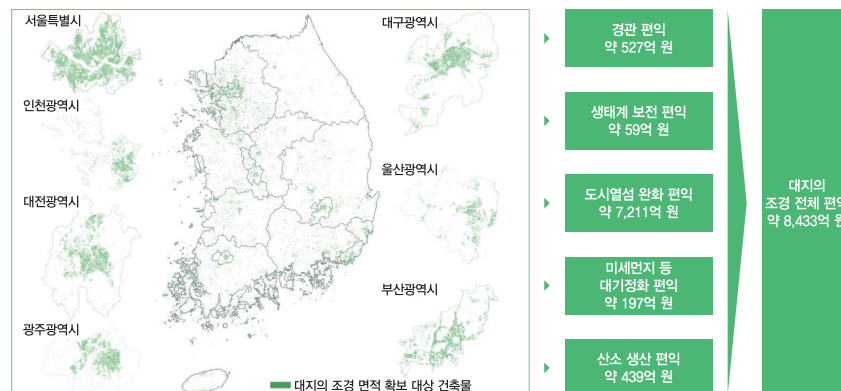 서울특별시
인천광역시
대전광역시
광주광역시
대구광역시
울산광역시
부산광역시
대지의 조경 면적 확보 대상 건축물
경관 편익
약 527억 원
생태계 보전 편익
약 59억 원
도시열섬 완화 편익
약 7,211억 원
미세먼지 등
대기정화 편익
약 197억 원
산소 생산 편익
약 439억 원
대지의
조경 전체 편익
약 8,433억 원